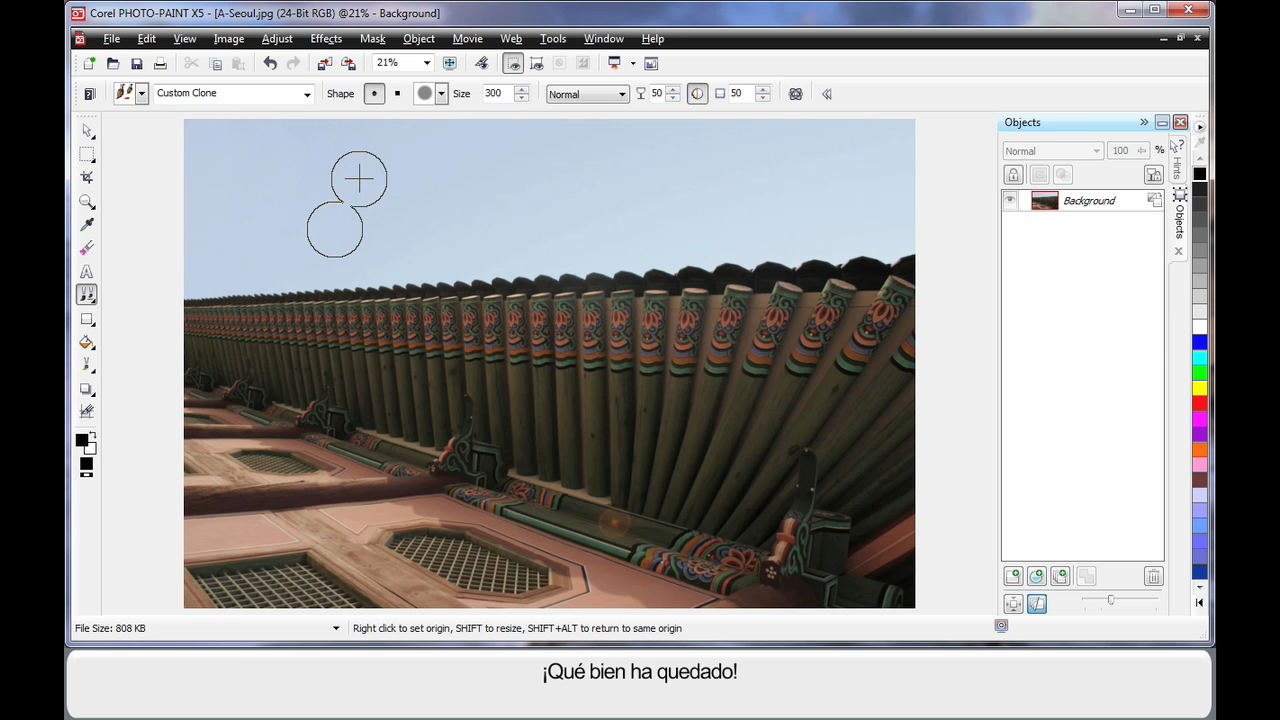 Corel PHOTO-PAINT X5 - [A-Seoul.jpg (24-Bit RGB) @21% - Background]
File Edit View Image Adjust Effects Mask Object Movie Web Tools Window Help
21%
Custom Clone Shape Size 300 Normal 50 50
Objects
Normal 100 %
Background
Hints
Objects
File Size: 808 KB Right click to set origin, SHIFT to resize, SHIFT+ALT to return to same origin
¡Qué bien ha quedado!